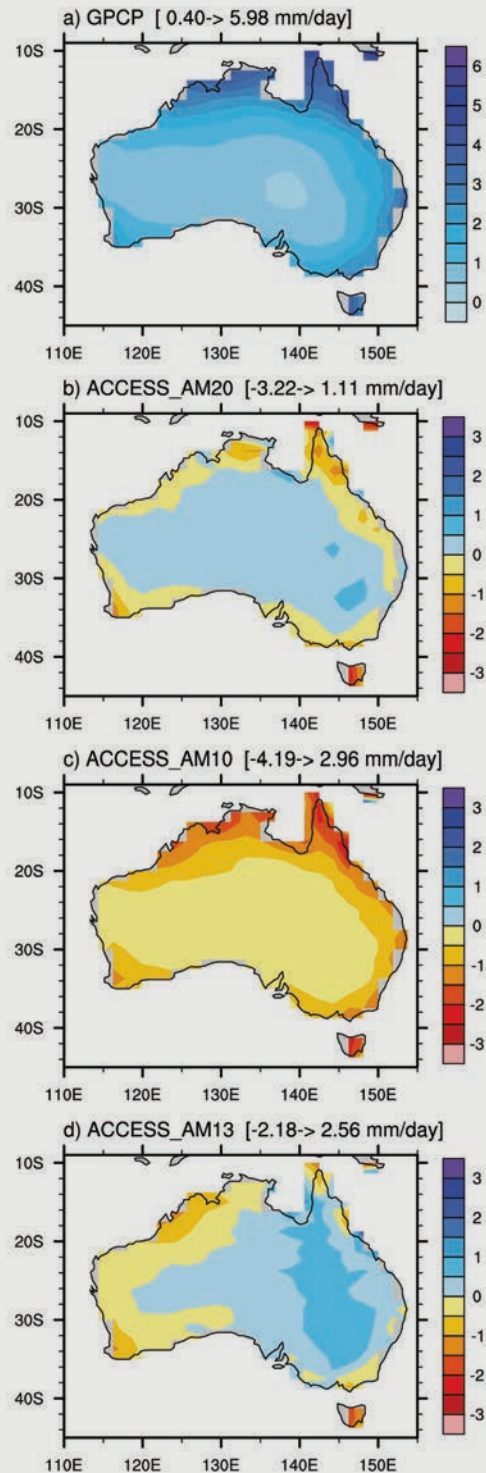 a) GPCP [ 0.40-> 5.98 mm/day]
10S
20S
30S
40S
110E 120E 130E 140E 150E
6
5
4
3
2
1
0
b) ACCESS_AM20 [-3.22-> 1.11 mm/day]
10S
20S
30S
40S
110E 120E 130E 140E 150E
3
2
1
0
-1
-2
-3
c) ACCESS_AM10 [-4.19-> 2.96 mm/day]
10S
20S
30S
40S
110E 120E 130E 140E 150E
3
2
1
0
-1
-2
-3
d) ACCESS_AM13 [-2.18-> 2.56 mm/day]
10S
20S
30S
40S
110E 120E 130E 140E 150E
3
2
1
0
-1
-2
-3